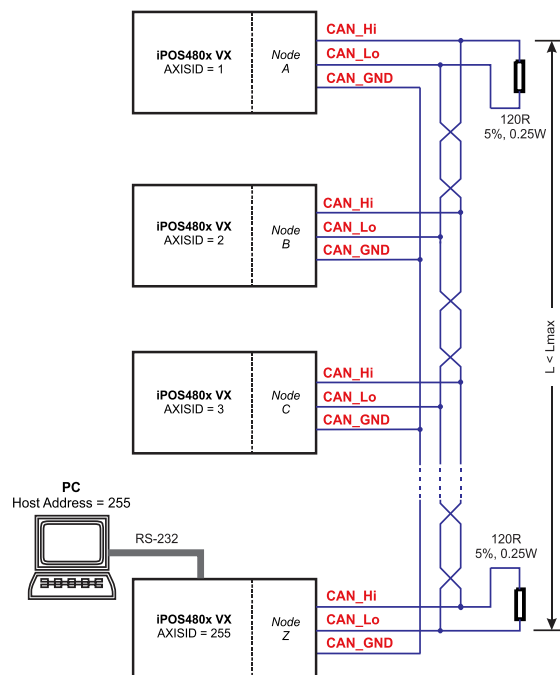 iPOS480x VX
AXISID = 1
Node
A
CAN_Hi
CAN_Lo
CAN_GND
120R
5%, 0.25W
iPOS480x VX
AXISID = 2
Node
B
CAN_Hi
CAN_Lo
CAN_GND
iPOS480x VX
AXISID = 3
Node
C
CAN_Hi
CAN_Lo
CAN_GND
L < Lmax
PC
Host Address = 255
RS-232
120R
5%, 0.25W
iPOS480x VX
AXISID = 255
Node
Z
CAN_Hi
CAN_Lo
CAN_GND